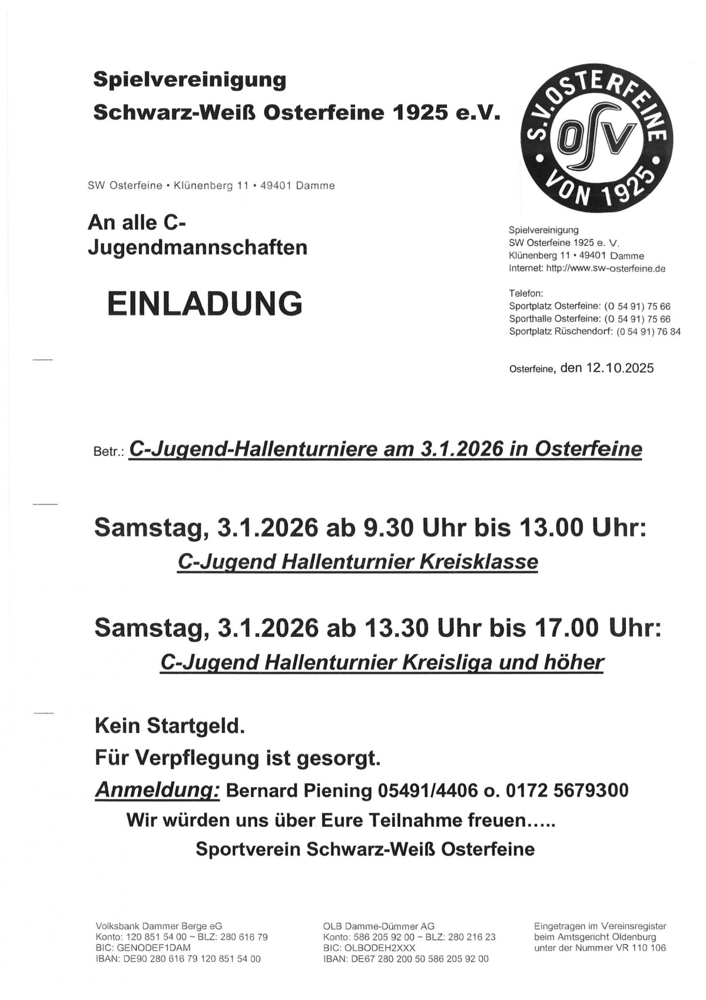 Spielvereinigung
Schwarz-Weiß Osterfeine 1925 e.V.
S.V. OSTERFEINE
OSV
VON 1925
SW Osterfeine • Klünenberg 11 • 49401 Damme
An alle C-
Jugendmannschaften
EINLADUNG
Spielvereinigung
SW Osterfeine 1925 e. V.
Klünenberg 11 • 49401 Damme
Internet: http://www.sw-osterfeine.de
Telefon:
Sportplatz Osterfeine: (0 54 91) 75 66
Sporthalle Osterfeine: (0 54 91) 75 66
Sportplatz Rüschendorf: (0 54 91) 76 84
Osterfeine, den 12.10.2025
Betr.: C-Jugend-Hallenturniere am 3.1.2026 in Osterfeine
Samstag, 3.1.2026 ab 9.30 Uhr bis 13.00 Uhr:
C-Jugend Hallenturnier Kreisklasse
Samstag, 3.1.2026 ab 13.30 Uhr bis 17.00 Uhr:
C-Jugend Hallenturnier Kreisliga und höher
Kein Startgeld.
Für Verpflegung ist gesorgt.
Anmeldung: Bernard Piening 05491/4406 o. 0172 5679300
Wir würden uns über Eure Teilnahme freuen…..
Sportverein Schwarz-Weiß Osterfeine
Volksbank Dammer Berge eG
Konto: 120 851 54 00 ~ BLZ: 280 616 79
BIC: GENODEF1DAM
IBAN: DE90 280 616 79 120 851 54 00
OLB Damme-Dümmer AG
Konto: 586 205 92 00 ~ BLZ: 280 216 23
BIC: OLBODEH2XXX
IBAN: DE67 280 200 50 586 205 92 00
Eingetragen im Vereinsregister
beim Amtsgericht Oldenburg
unter der Nummer VR 110 106